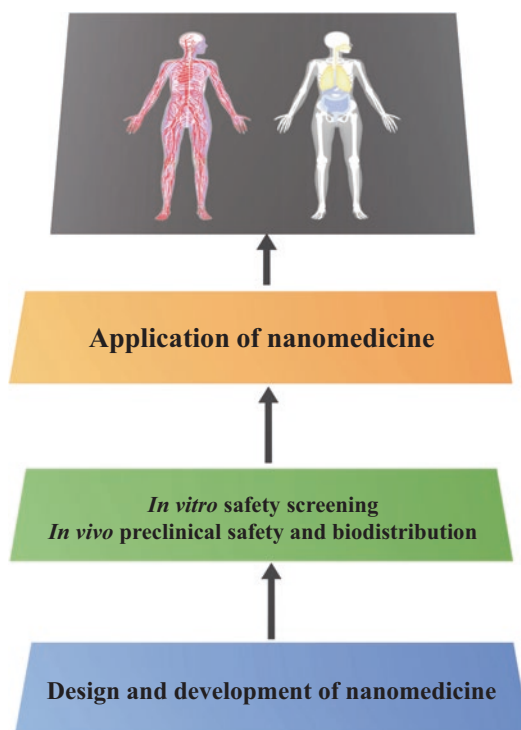 Application of nanomedicine
In vitro safety screening
In vivo preclinical safety and biodistribution
Design and development of nanomedicine